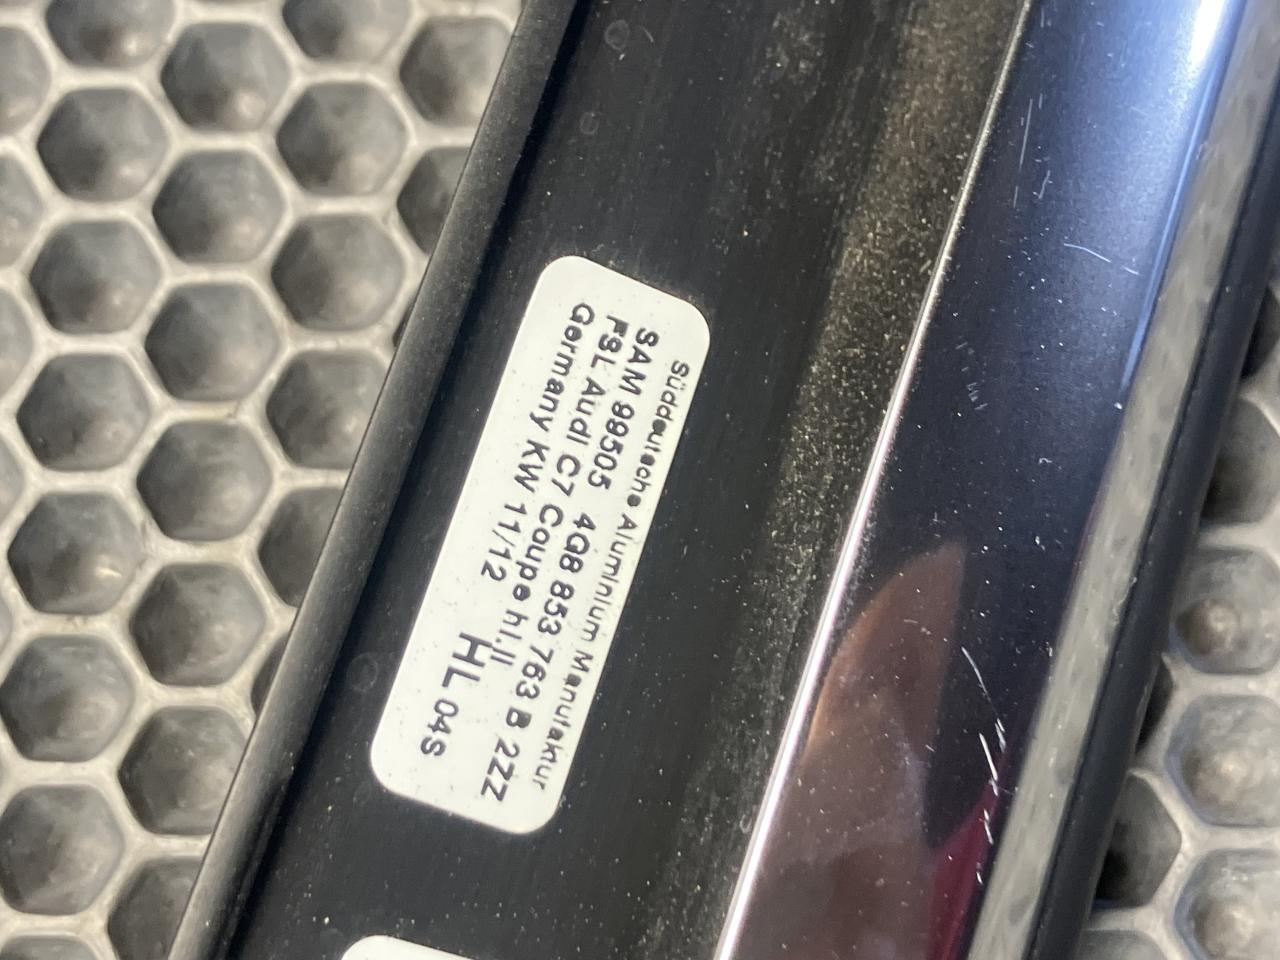 Süddeutsche Aluminium Manufaktur
SAM 99505 4G8 853 763 B 2ZZ
FSL Audi C7 Coupe hl.li
Germany KW 11/12 HL 04S